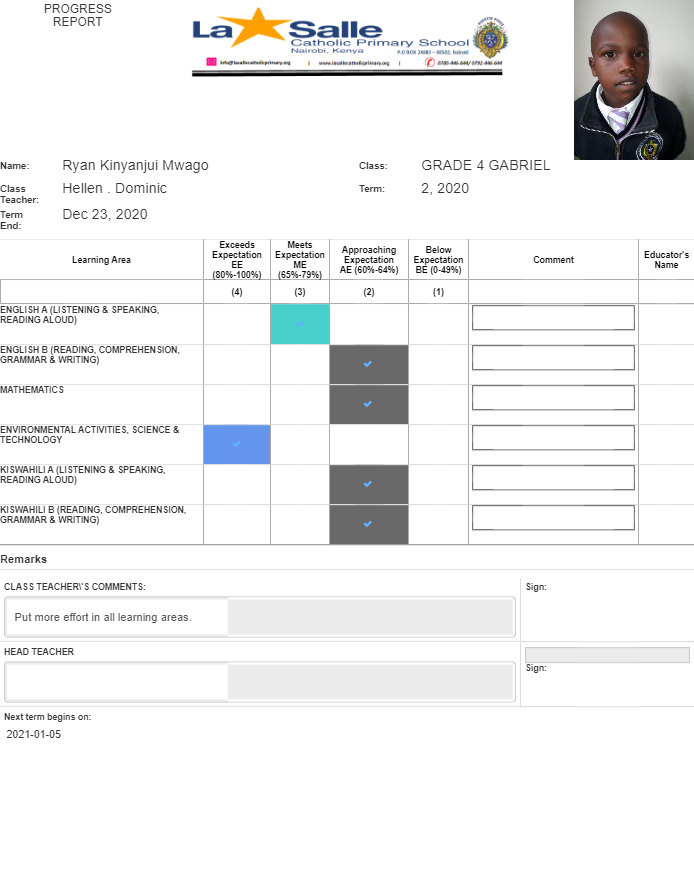 PROGRESS
REPORT
La Salle
Catholic Primary School
Nairobi, Kenya
P.O BOX 24083 - 00502, Nairobi
info@lasallecatholicprimary.org | www.lasallecatholicprimary.org | 0780-446-644/ 0792-446-644
Name: Ryan Kinyanjui Mwago Class: GRADE 4 GABRIEL
Class Teacher: Hellen . Dominic Term: 2, 2020
Term End: Dec 23, 2020
Learning Area Exceeds Expectation EE (80%-100%) Meets Expectation ME (65%-79%) Approaching Expectation AE (60%-64%) Below Expectation BE (0-49%) Comment Educator's Name
(4) (3) (2) (1)
ENGLISH A (LISTENING & SPEAKING,
READING ALOUD)
ENGLISH B (READING, COMPREHENSION,
GRAMMAR & WRITING)
MATHEMATICS
ENVIRONMENTAL ACTIVITIES, SCIENCE &
TECHNOLOGY
KISWAHILI A (LISTENING & SPEAKING,
READING ALOUD)
KISWAHILI B (READING, COMPREHENSION,
GRAMMAR & WRITING)
Remarks
CLASS TEACHER\'S COMMENTS: Sign:
Put more effort in all learning areas.
HEAD TEACHER
Sign:
Next term begins on:
2021-01-05